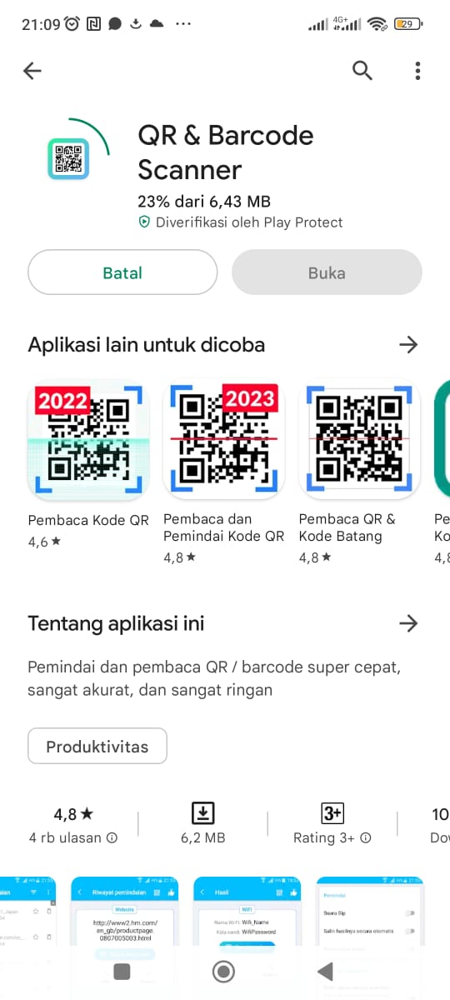 21:09
4G+
29
QR & Barcode
Scanner
23% dari 6,43 MB
Diverifikasi oleh Play Protect
Batal
Buka
Aplikasi lain untuk dicoba
2022
2023
Pembaca Kode QR
4,6 ★
Pembaca dan
Pemindai Kode QR
4,8 ★
Pembaca QR &
Kode Batang
4,8 ★
Pe
Ko
4,8
Tentang aplikasi ini
Pemindai dan pembaca QR / barcode super cepat,
sangat akurat, dan sangat ringan
Produktivitas
4,8 ★
4 rb ulasan
6,2 MB
3+
Rating 3+
10
Riwayat pemindaian
Website
http://www2.hm.com/
en_gb/productpage.
0807005003.html
Hasil
WiFi
Nama Wi-Fi: Wifi_Name
Kata sandi: WifiPassword
Pemindai
Suara Bip
Salin hasilnya secara otomatis